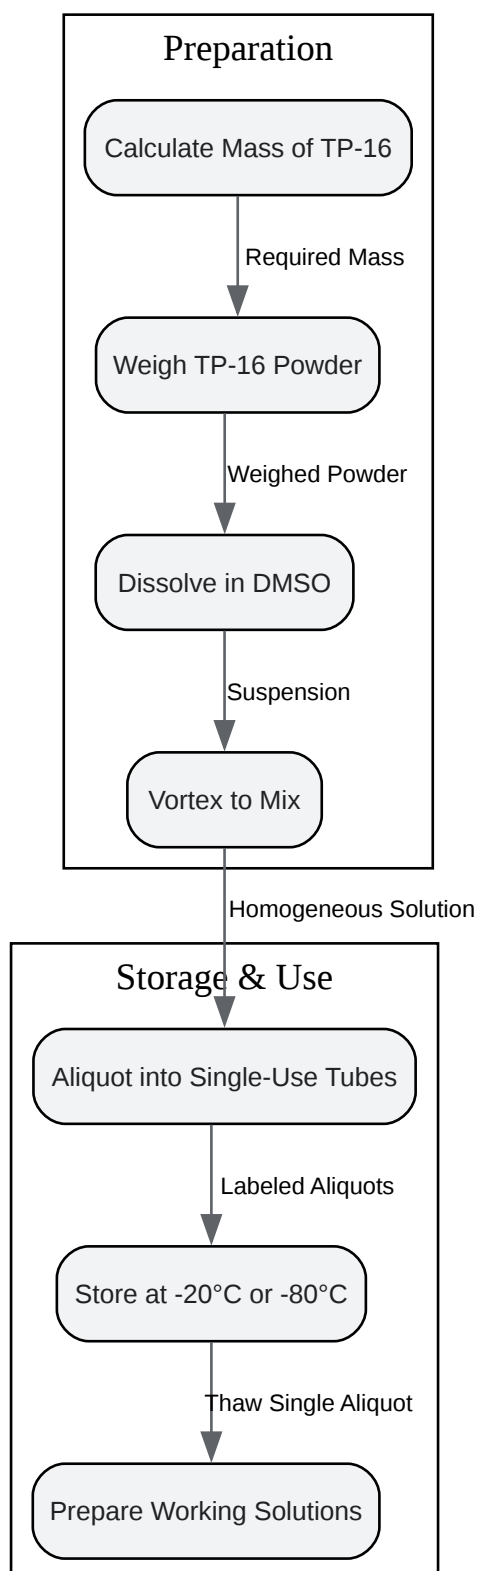 Preparation
Calculate Mass of TP-16
Required Mass
Weigh TP-16 Powder
Weighed Powder
Dissolve in DMSO
Suspension
Vortex to Mix
Homogeneous Solution
Storage & Use
Aliquot into Single-Use Tubes
Labeled Aliquots
Store at -20°C or -80°C
Thaw Single Aliquot
Prepare Working Solutions